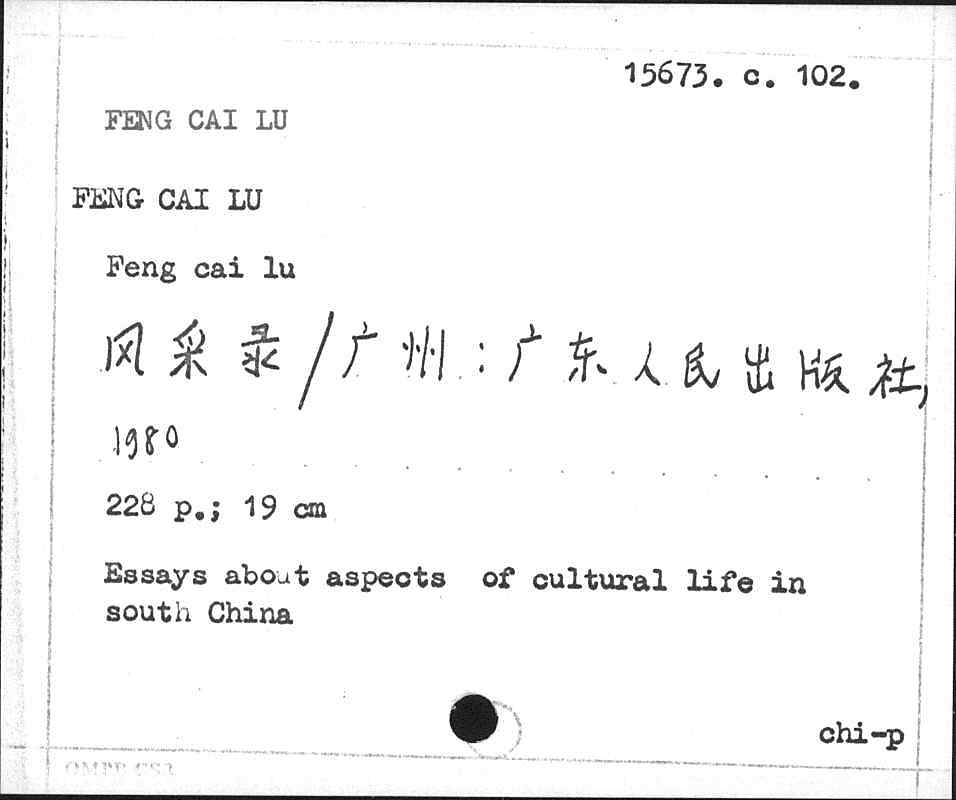 15673. c. 102.
FENG CAI LU
FENG CAI LU
Feng cai lu
风采录/广州:广东人民出版社,
1980
228 p.; 19 cm
Essays about aspects of cultural life in
south China
chi-p